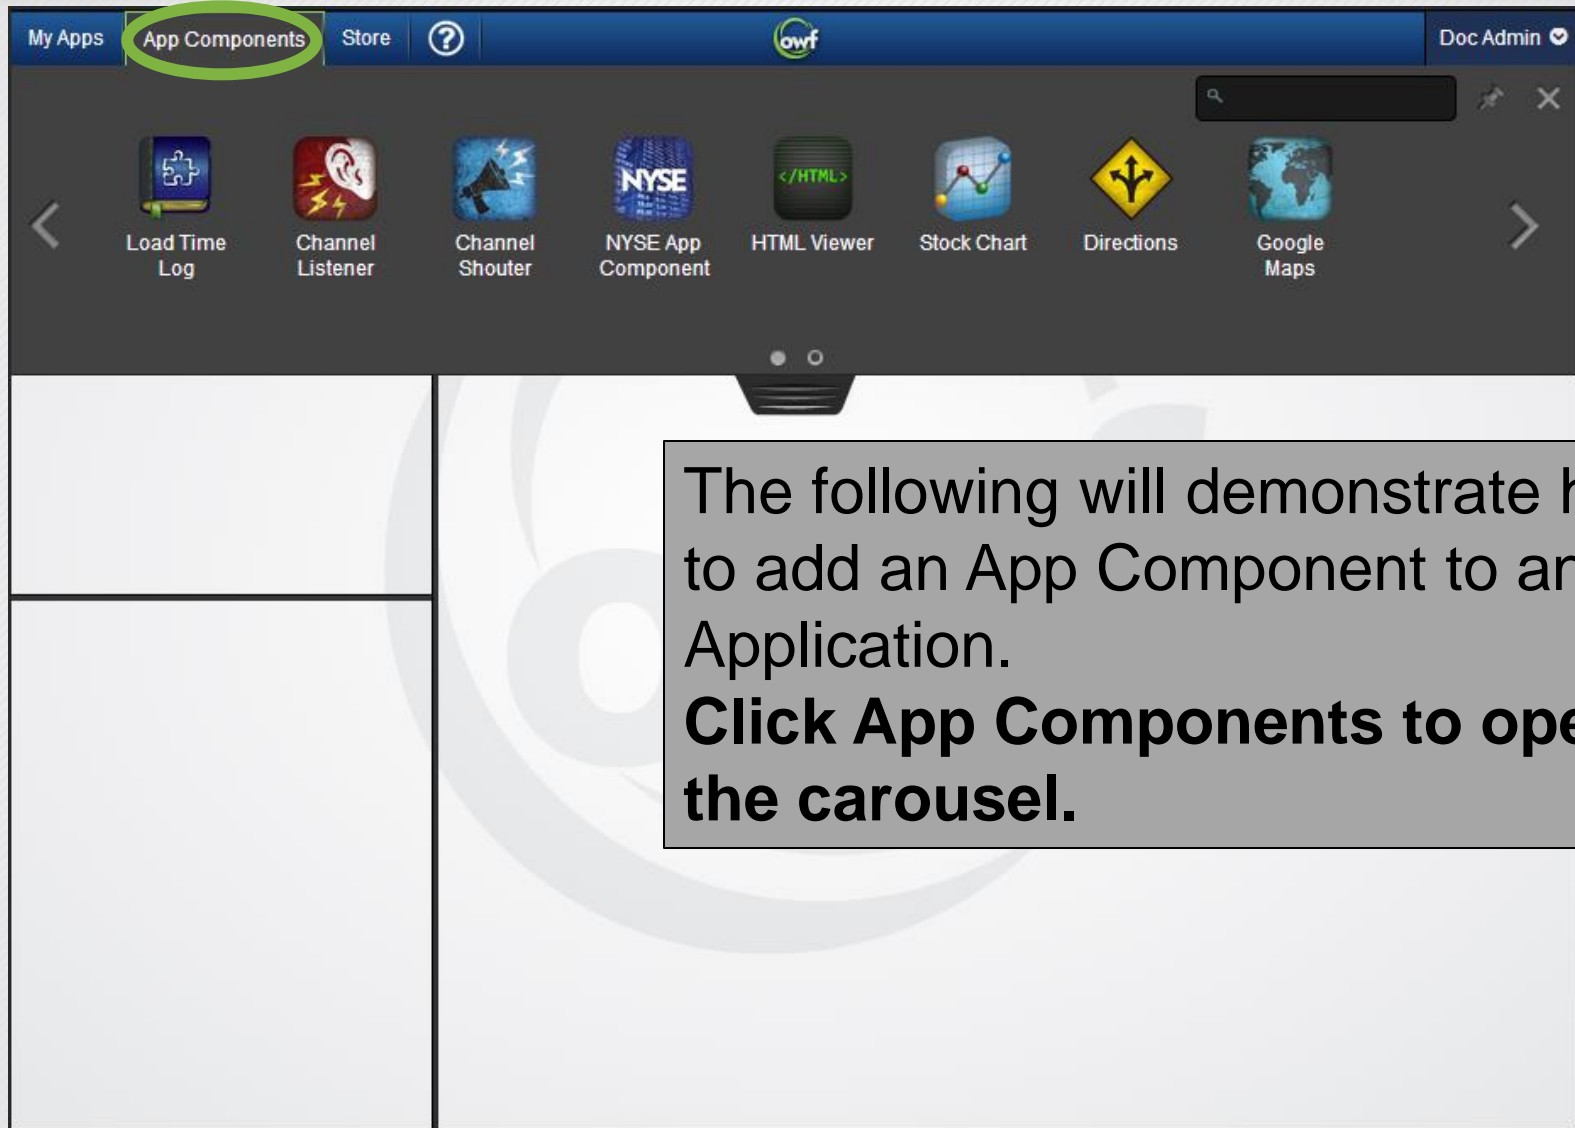 My Apps App Components Store ? owf Doc Admin
NYSE </HTML>
Load Time Channel Channel NYSE App HTML Viewer Stock Chart Directions Google
Log Listener Shouter Component Maps
The following will demonstrate h
to add an App Component to an
Application.
Click App Components to ope
the carousel.